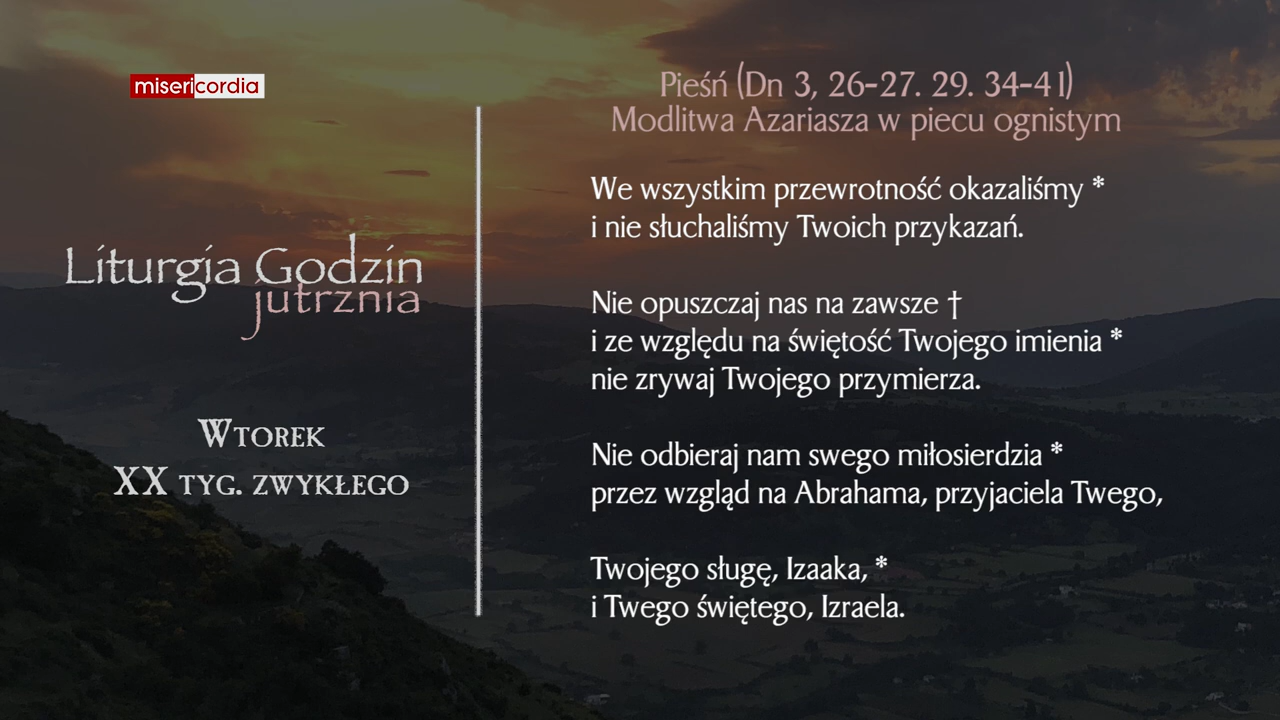 misericordia
Liturgia Godzin
jutrznia
Wtorek
XX tyg. zwykłego
Pieśń (Dn 3, 26-27. 29. 34-41)
Modlitwa Azariasza w piecu ognistym
We wszystkim przewrotność okazaliśmy *
i nie słuchaliśmy Twoich przykazań.
Nie opuszczaj nas na zawsze †
i ze względu na świętość Twojego imienia *
nie zrywaj Twojego przymierza.
Nie odbieraj nam swego miłosierdzia *
przez wzgląd na Abrahama, przyjaciela Twego,
Twojego sługę, Izaaka, *
i Twego świętego, Izraela.